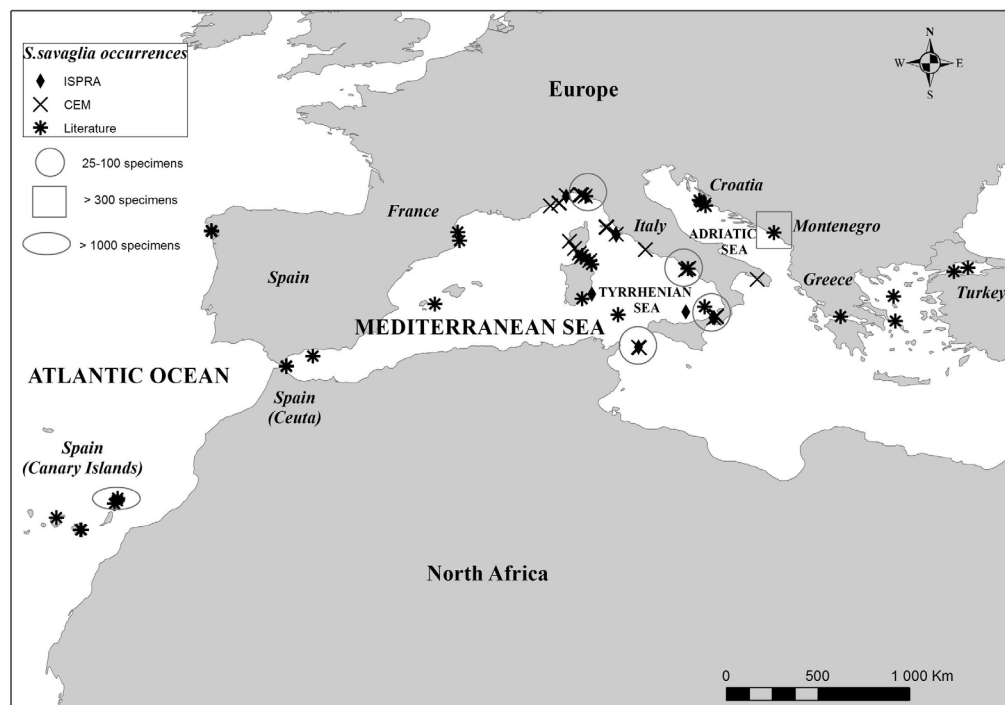 S.savaglia occurrences
ISPRA
CEM
Literature
25-100 specimens
> 300 specimens
> 1000 specimens
N
W
E
S
Europe
Croatia
France
Italy
ADRIATIC
SEA
Montenegro
Spain
Greece
Turkey
TYRRHENIAN
SEA
MEDITERRANEAN SEA
ATLANTIC OCEAN
Spain
(Ceuta)
Spain
(Canary Islands)
North Africa
0
500
1 000 Km